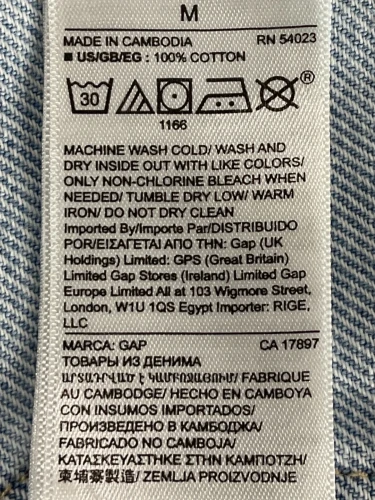 M
MADE IN CAMBODIA RN 54023
■ US/GB/EG : 100% COTTON
30 ®
1166
MACHINE WASH COLD/ WASH AND
DRY INSIDE OUT WITH LIKE COLORS/
ONLY NON-CHLORINE BLEACH WHEN
NEEDED/ TUMBLE DRY LOW/ WARM
IRON/ DO NOT DRY CLEAN
Imported By/Importe Par/DISTRIBUIDO
POR/ΕΙΣΑΓΕΤΑΙ ΑΠΟ ΤΗΝ: Gap (UK
Holdings) Limited: GPS (Great Britain)
Limited Gap Stores (Ireland) Limited Gap
Europe Limited All at 103 Wigmore Street,
London, W1U 1QS Egypt Importer: RIGE,
LLC
MARCA: GAP CA 17897
ТОВАРЫ ИЗ ДЕНИМА
ԱՐՏԱԴՐՎԱԾ Է ԿԱՄԲՈՋԱՅՈՒՄ/ FABRIQUE
AU CAMBODGE/ HECHO EN CAMBOYA
CON INSUMOS IMPORTADOS/
ПРОИЗВЕДЕНО В КАМБОДЖА/
FABRICADO NO CAMBOJA/
ΚΑΤΑΣΚΕΥΑΣΤΗΚΕ ΣΤΗΝ ΚΑΜΠΟΤΖΗ/
柬埔寨製造/ ZEMLJA PROIZVODNJE